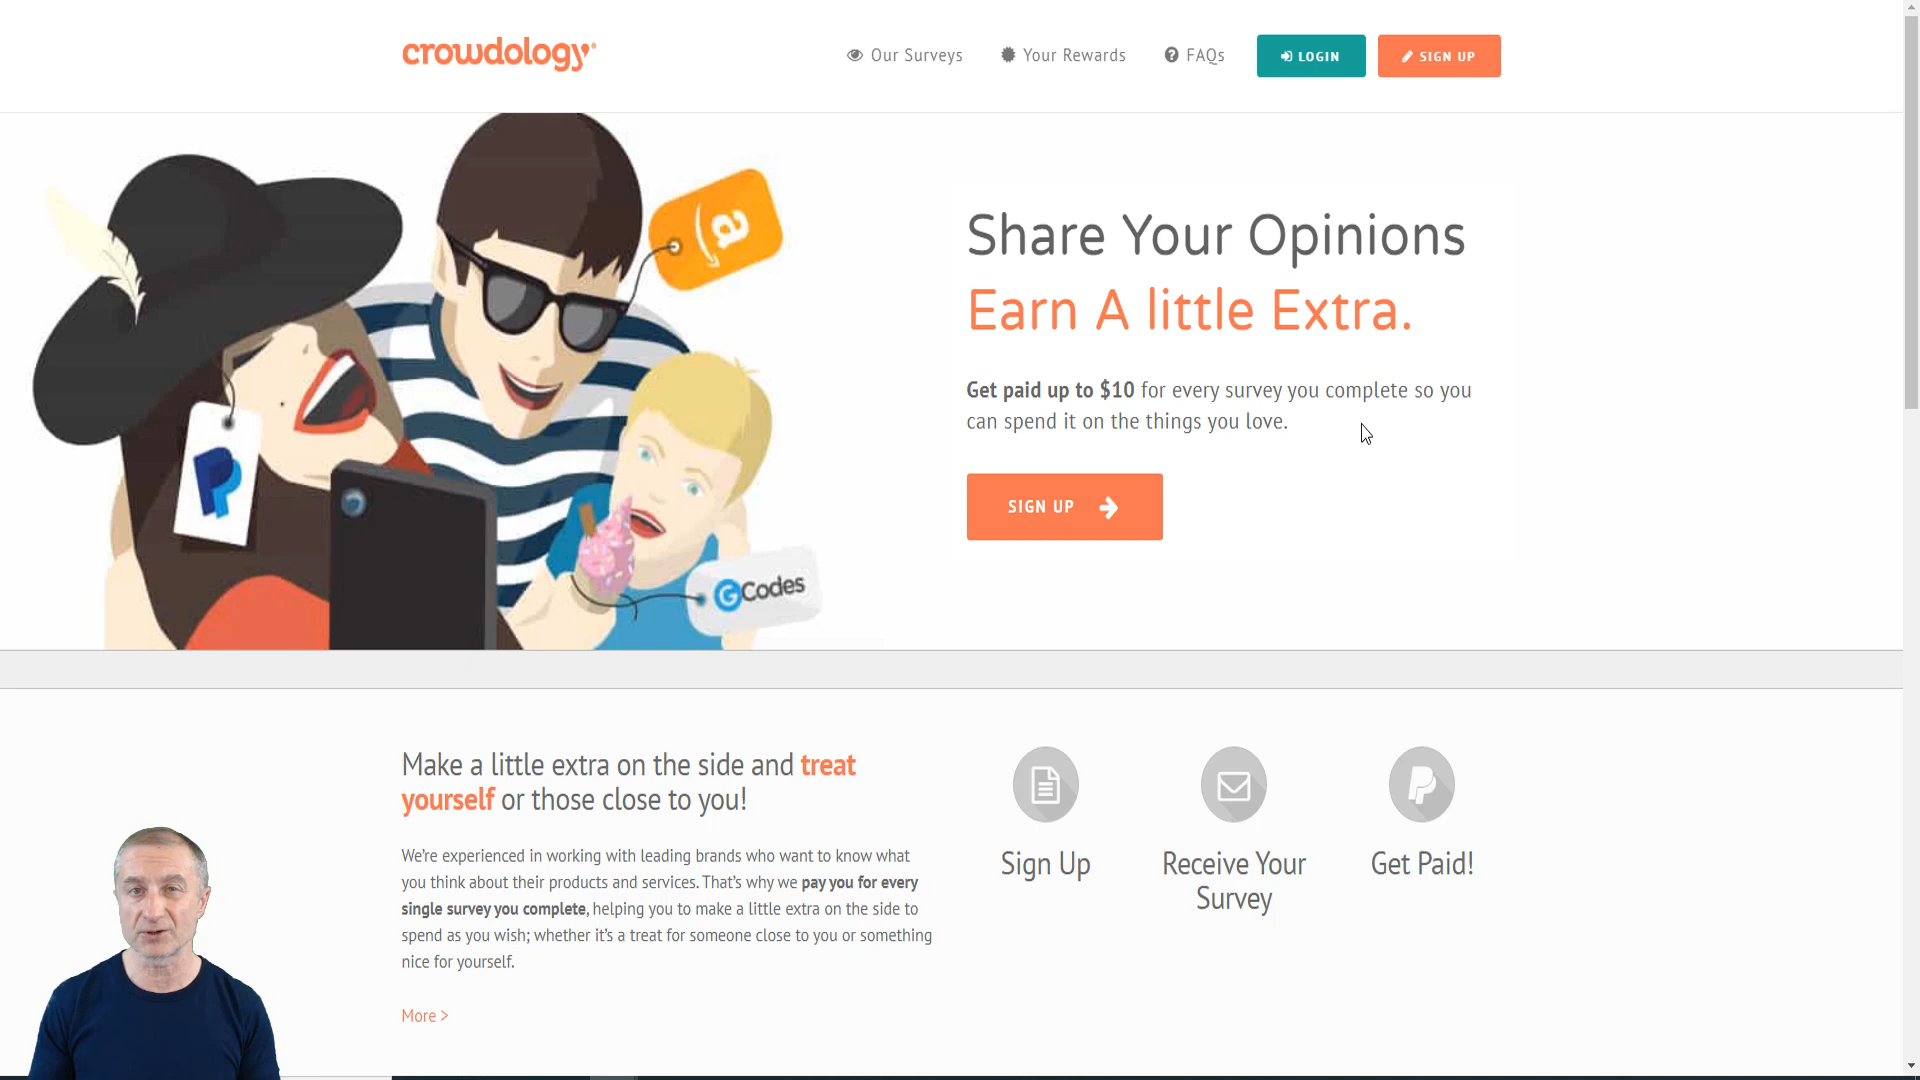 crowdology
Our Surveys
Your Rewards
FAQs
LOGIN
SIGN UP
a
Share Your Opinions
Earn A little Extra.
Get paid up to $10 for every survey you complete so you
can spend it on the things you love.
SIGN UP
GCodes
Make a little extra on the side and treat
yourself or those close to you!
We're experienced in working with leading brands who want to know what
you think about their products and services. That's why we pay you for every
single survey you complete, helping you to make a little extra on the side to
spend as you wish; whether it's a treat for someone close to you or something
nice for yourself.
More >
Sign Up
Receive Your
Survey
Get Paid!